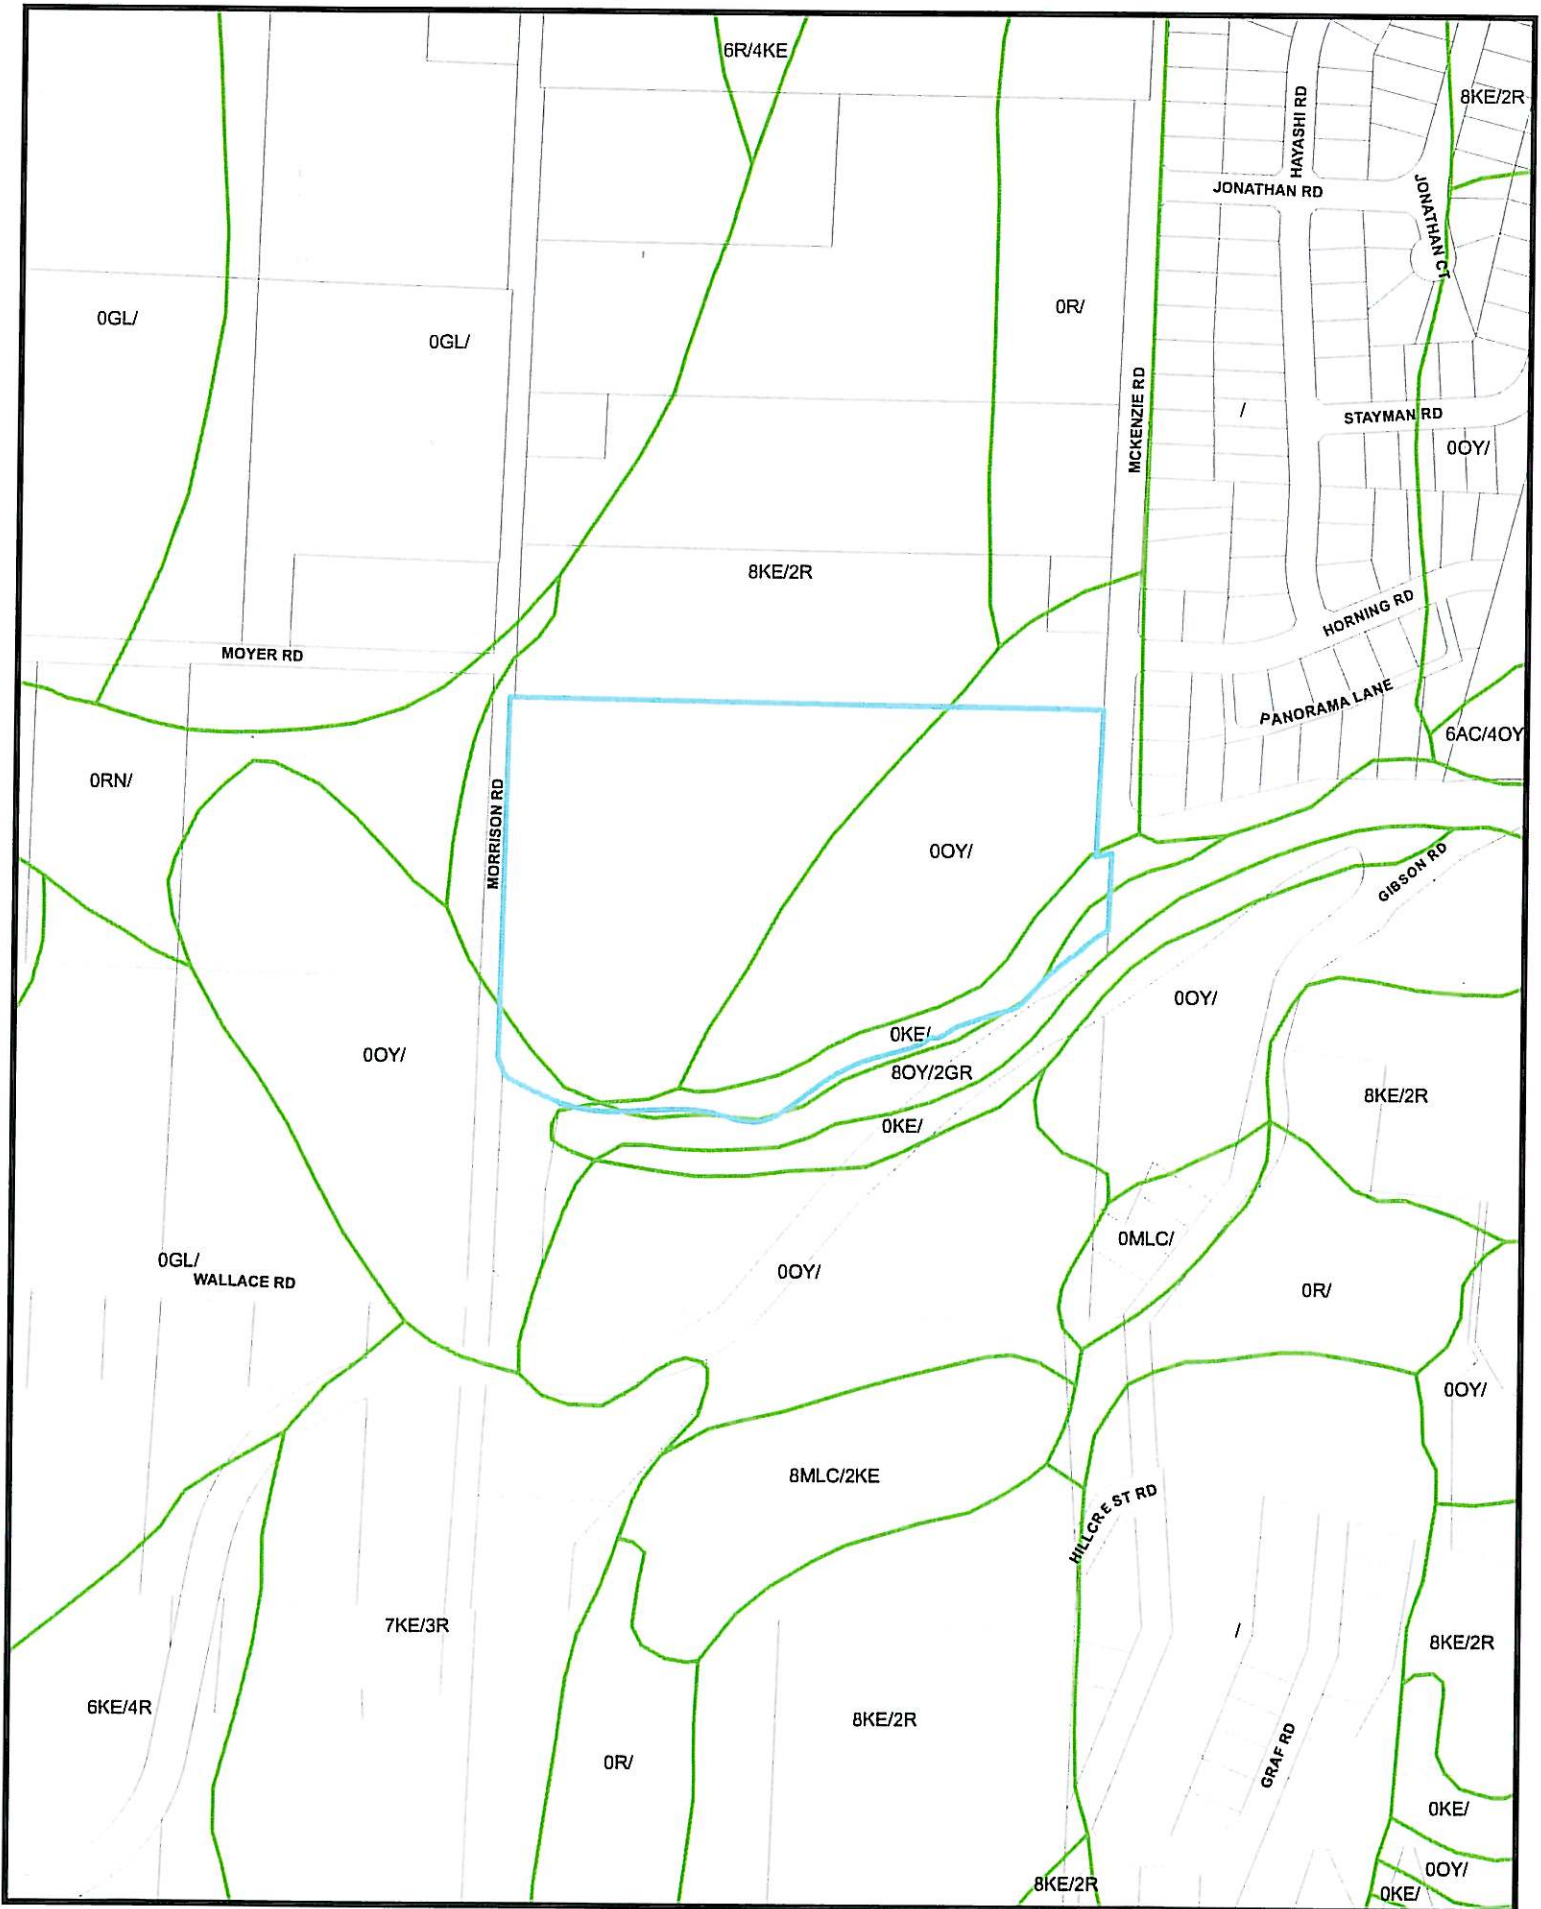 6R/4KE
8KE/2R
HAYASHI RD
JONATHAN RD
JONATHAN CT
0GL/
0GL/
0R/
MCKENZIE RD
/
STAYMAN RD
0OY/
8KE/2R
HORNING RD
MOYER RD
PANORAMA LANE
6AC/4OY
0RN/
MORRISON RD
0OY/
GIBSON RD
0OY/
0KE/
0OY/
8OY/2GR
8KE/2R
0KE/
0MLC/
0GL/
WALLACE RD
0OY/
0R/
0OY/
8MLC/2KE
HILLCREST RD
7KE/3R
/
8KE/2R
6KE/4R
8KE/2R
0R/
GRAF RD
0KE/
0OY/
8KE/2R
0KE/